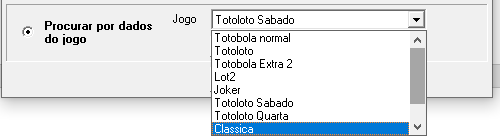 Procurar por dados
do jogo
Jogo
Totoloto Sabado
Totobola normal
Totoloto
Totobola Extra 2
Lot2
Joker
Totoloto Sabado
Totoloto Quarta
Classica